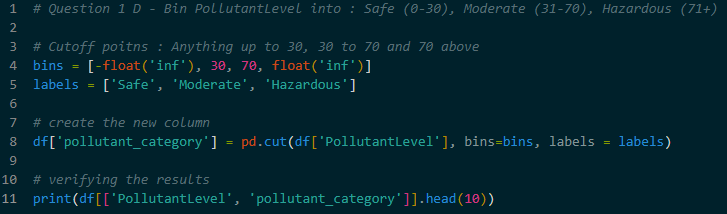 1 # Question 1 D - Bin PollutantLevel into : Safe (0-30), Moderate (31-70), Hazardous (71+)
2
3 # Cutoff poitns : Anything up to 30, 30 to 70 and 70 above
4 bins = [-float('inf'), 30, 70, float('inf')]
5 labels = ['Safe', 'Moderate', 'Hazardous']
6
7 # create the new column
8 df['pollutant_category'] = pd.cut(df['PollutantLevel'], bins=bins, labels = labels)
9
10 # verifying the results
11 print(df[['PollutantLevel', 'pollutant_category']].head(10))